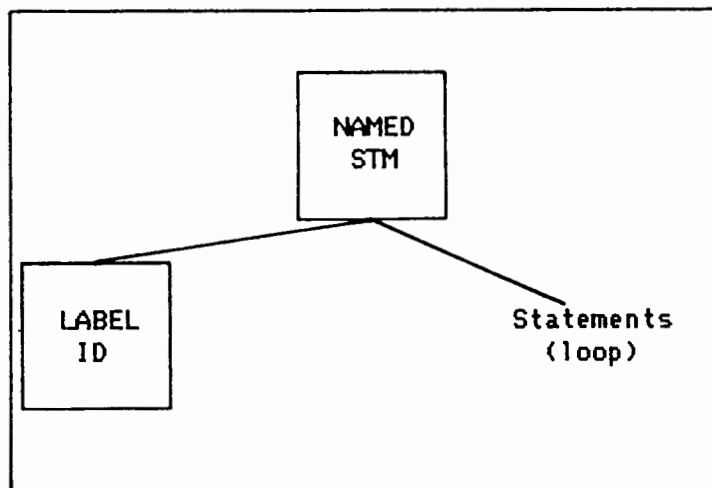 NAMED
STM
LABEL
ID
Statements
(loop)